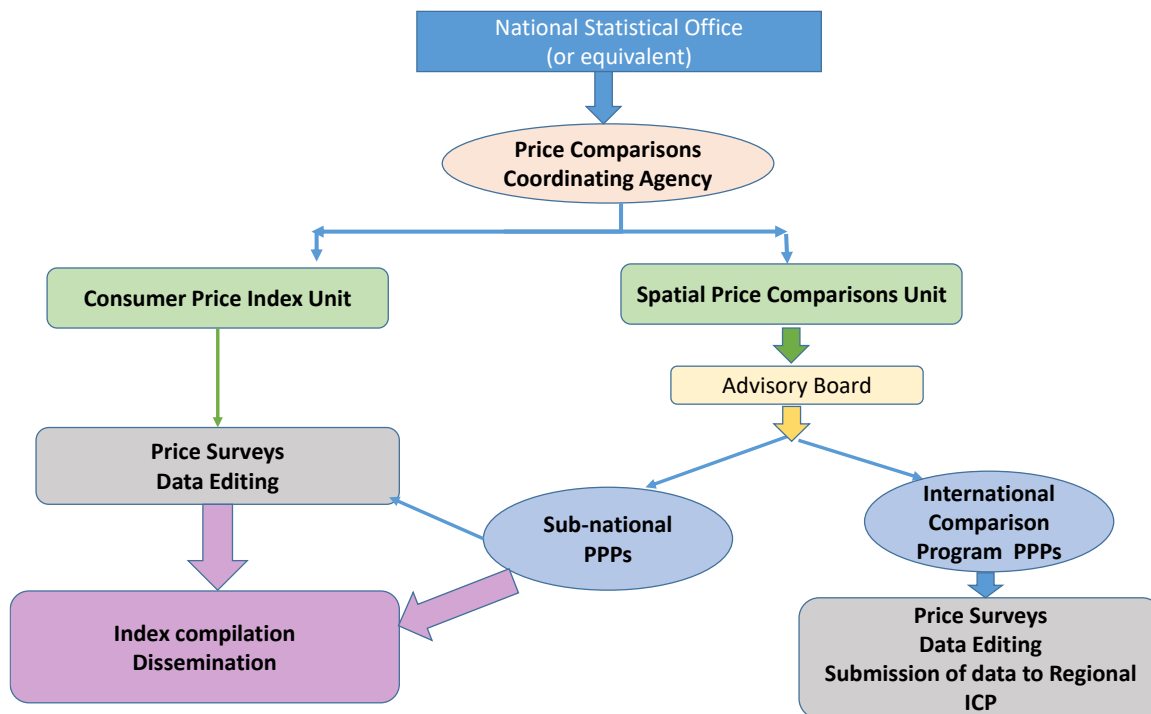 National Statistical Office
(or equivalent)
Price Comparisons
Coordinating Agency
Consumer Price Index Unit
Spatial Price Comparisons Unit
Advisory Board
Price Surveys
Data Editing
Sub-national
PPPs
International
Comparison
Program PPPs
Index compilation
Dissemination
Price Surveys
Data Editing
Submission of data to Regional
ICP